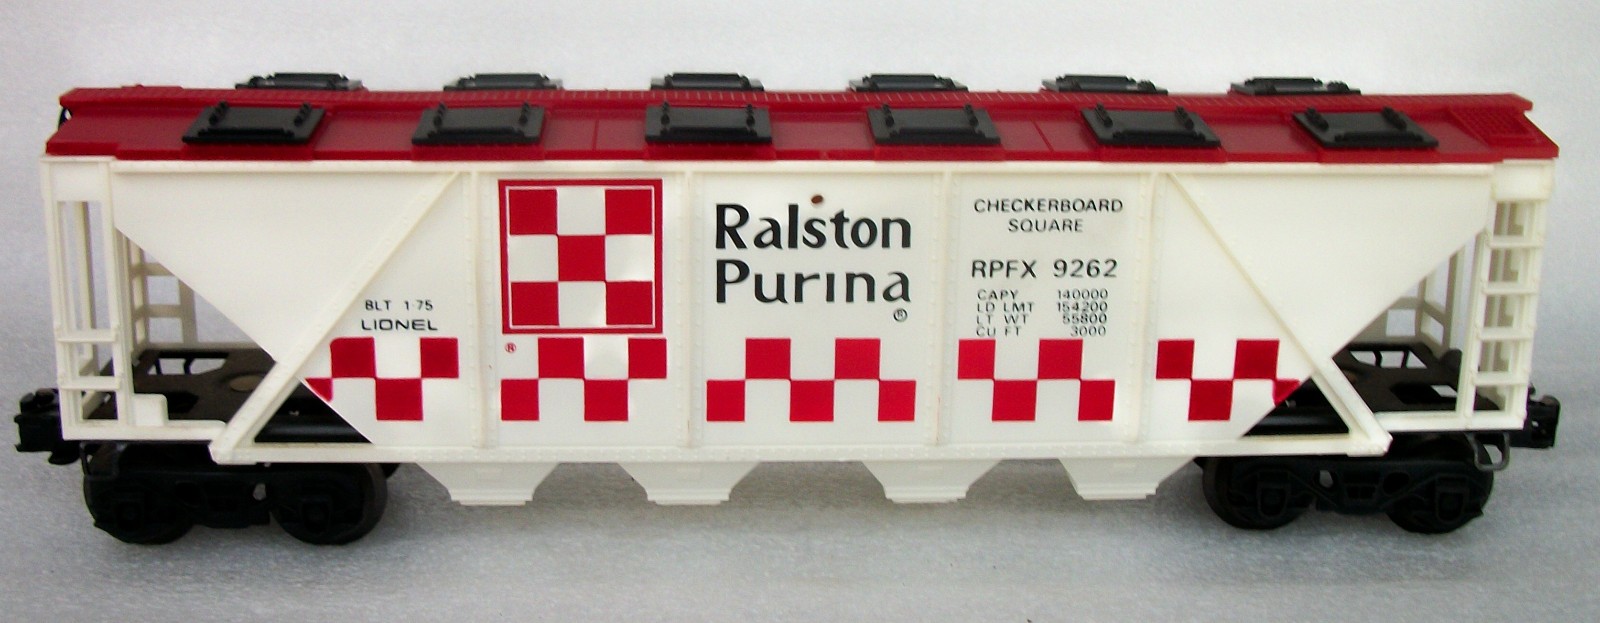 BLT 1-75
LIONEL
®
Ralston
Purina
®
CHECKERBOARD
SQUARE
RPFX 9262
CAPY 140000
LD LMT 154200
LT WT 55800
CU FT 3000